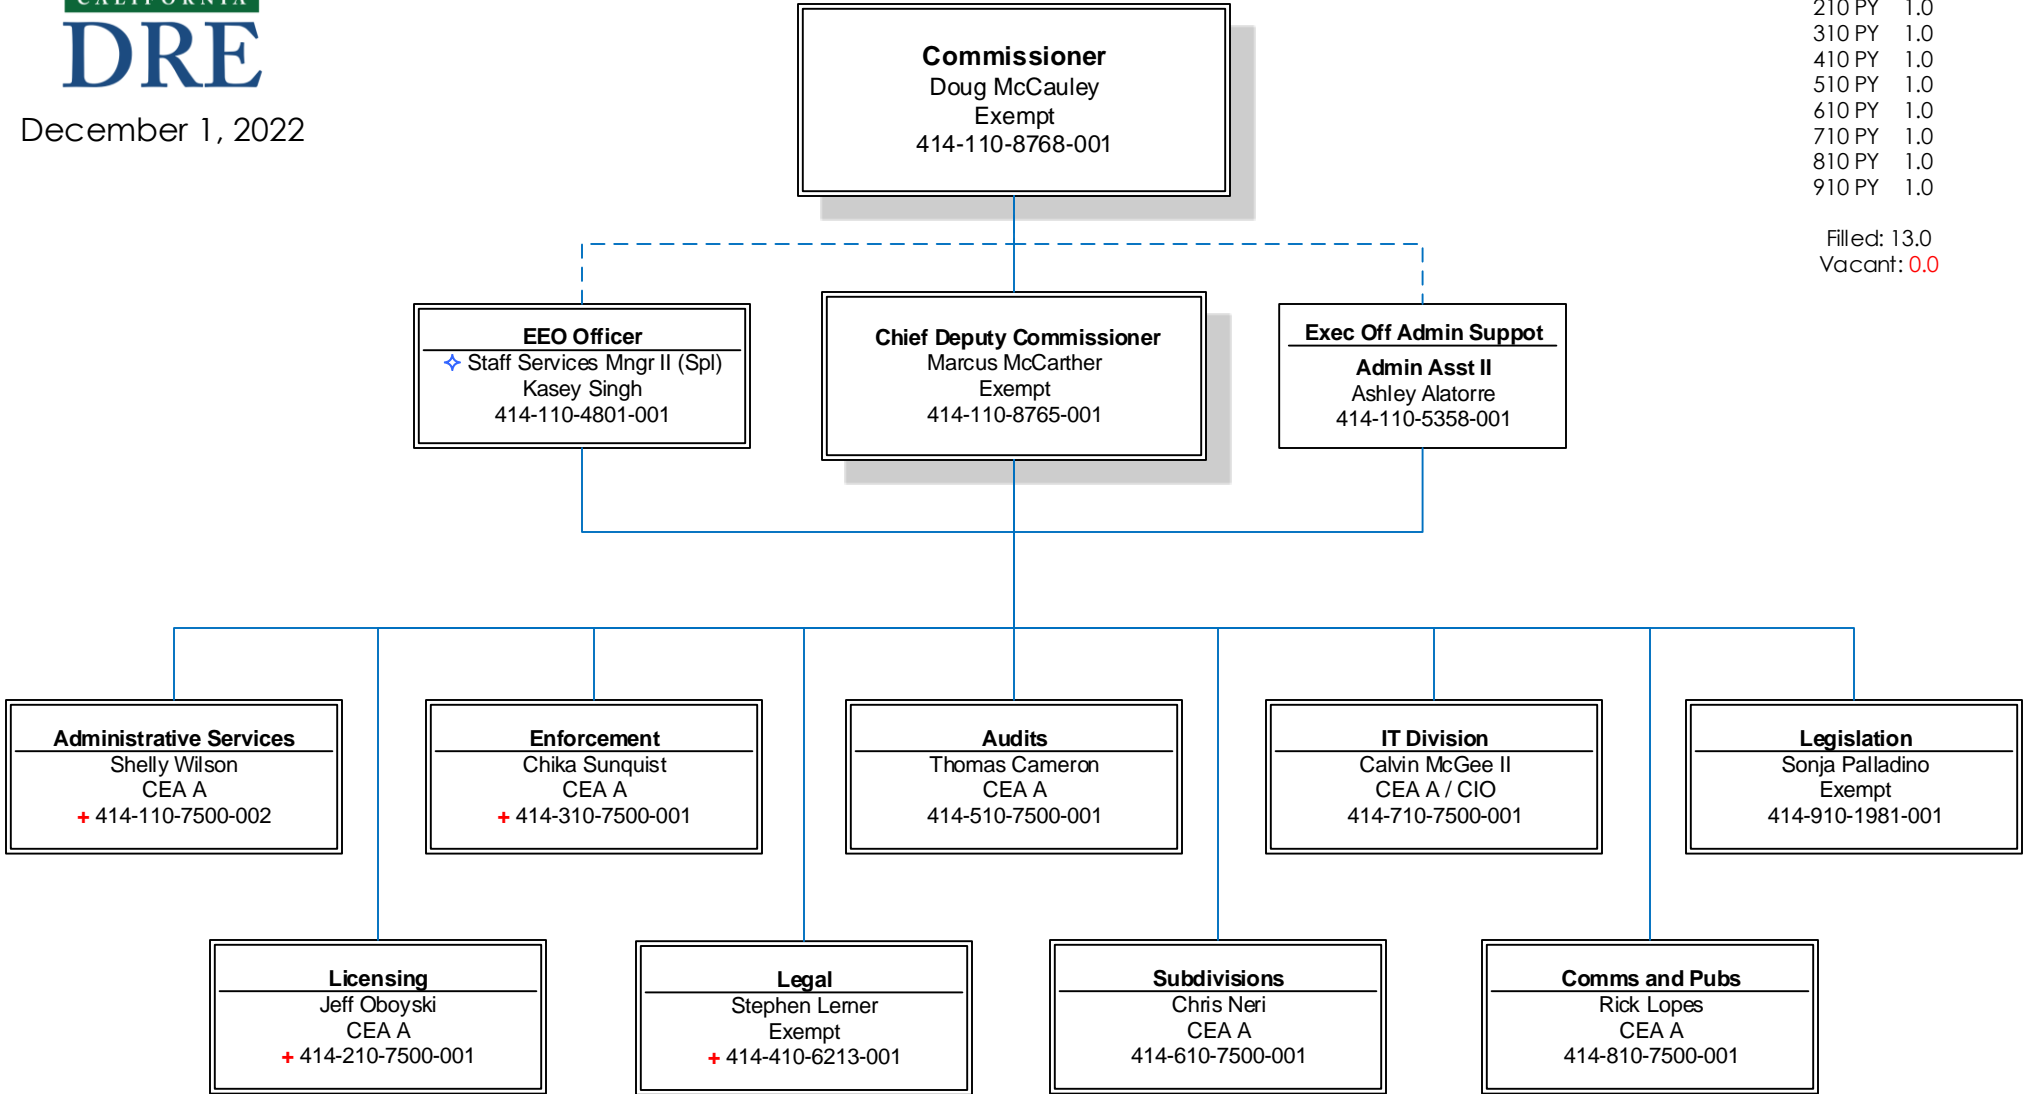 CALIFORNIA
DRE
December 1, 2022
210 PY 1.0
310 PY 1.0
410 PY 1.0
510 PY 1.0
610 PY 1.0
710 PY 1.0
810 PY 1.0
910 PY 1.0
Filled: 13.0
Vacant: 0.0
Commissioner
Doug McCauley
Exempt
414-110-8768-001
EEO Officer
Staff Services Mngr II (Spl)
Kasey Singh
414-110-4801-001
Chief Deputy Commissioner
Marcus McCarther
Exempt
414-110-8765-001
Exec Off Admin Suppot
Admin Asst II
Ashley Alatorre
414-110-5358-001
Administrative Services
Shelly Wilson
CEA A
+ 414-110-7500-002
Enforcement
Chika Sunquist
CEA A
+ 414-310-7500-001
Audits
Thomas Cameron
CEA A
414-510-7500-001
IT Division
Calvin McGee II
CEA A / CIO
414-710-7500-001
Legislation
Sonja Palladino
Exempt
414-910-1981-001
Licensing
Jeff Oboyski
CEA A
+ 414-210-7500-001
Legal
Stephen Lerner
Exempt
+ 414-410-6213-001
Subdivisions
Chris Neri
CEA A
414-610-7500-001
Comms and Pubs
Rick Lopes
CEA A
414-810-7500-001